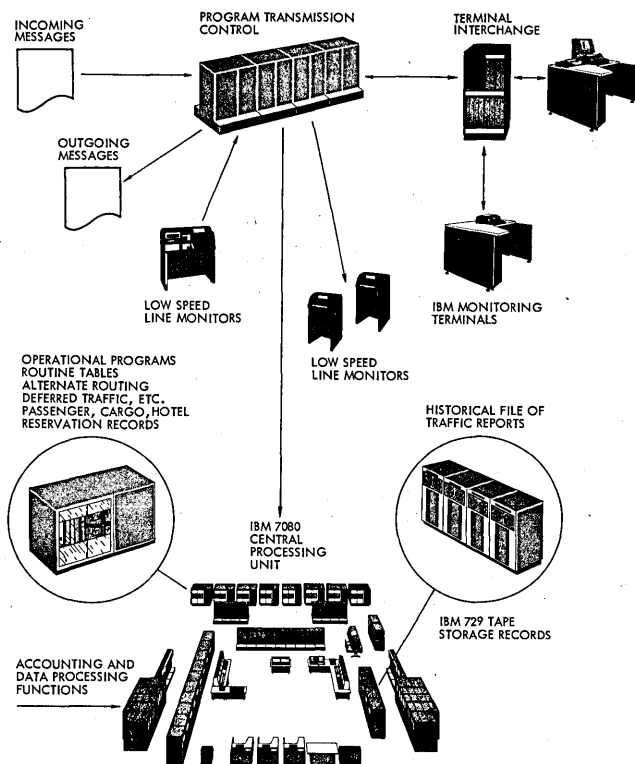 INCOMING
MESSAGES
PROGRAM TRANSMISSION
CONTROL
TERMINAL
INTERCHANGE
OUTGOING
MESSAGES
LOW SPEED
LINE MONITORS
LOW SPEED
LINE MONITORS
IBM MONITORING
TERMINALS
OPERATIONAL PROGRAMS
ROUTINE TABLES
ALTERNATE ROUTING
DEFERRED TRAFFIC, ETC.
PASSENGER, CARGO, HOTEL
RESERVATION RECORDS
HISTORICAL FILE OF
TRAFFIC REPORTS
IBM 7080
CENTRAL
PROCESSING
UNIT
IBM 729 TAPE
STORAGE RECORDS
ACCOUNTING AND
DATA PROCESSING
FUNCTIONS